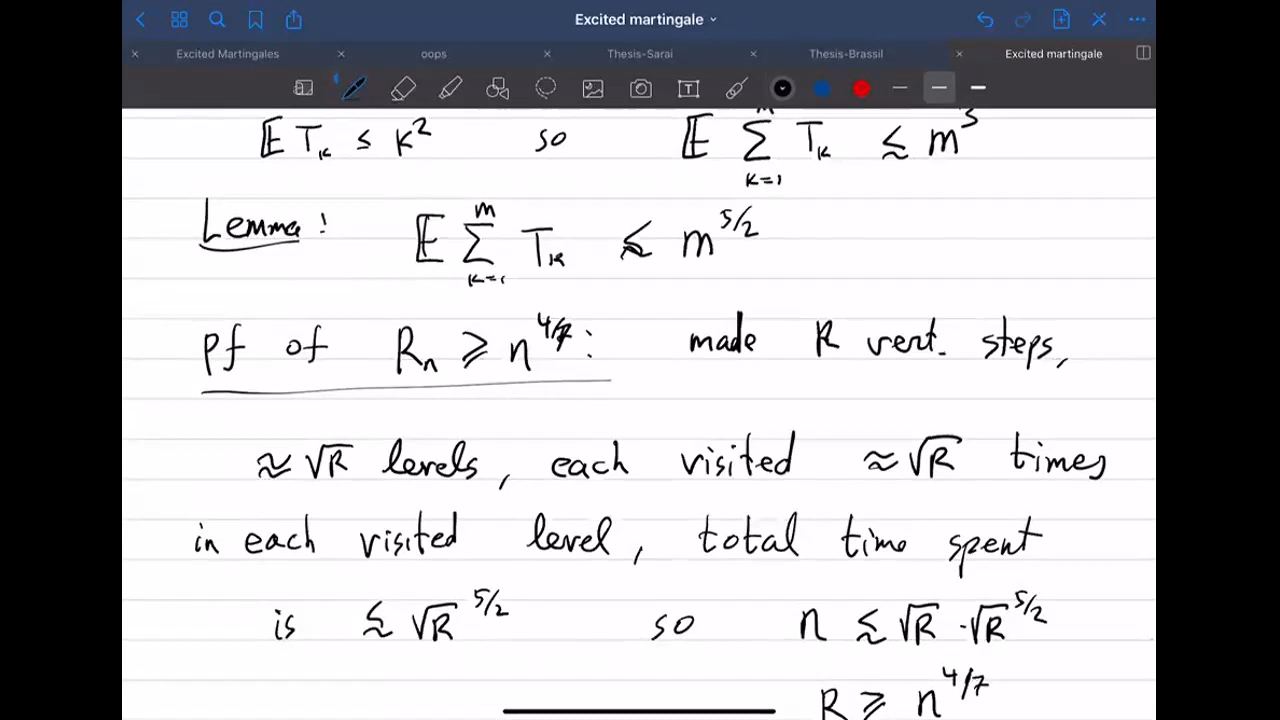 Excited martingale
Excited Martingales oops Thesis-Sarai Thesis-Brassil Excited martingale
𝔼 T_k ≤ k² so 𝔼 ∑_{k=1}^{m} T_k ≲ m³
Lemma: 𝔼 ∑_{k=1}^{m} T_k ≲ m^{5/2}
pf of R_n ≥ n^{4/7}: made R vert. steps,
≈ √R levels, each visited ≈ √R times
in each visited level, total time spent
is ≲ √R^{5/2} so n ≲ √R · √R^{5/2}
R ≥ n^{4/7}